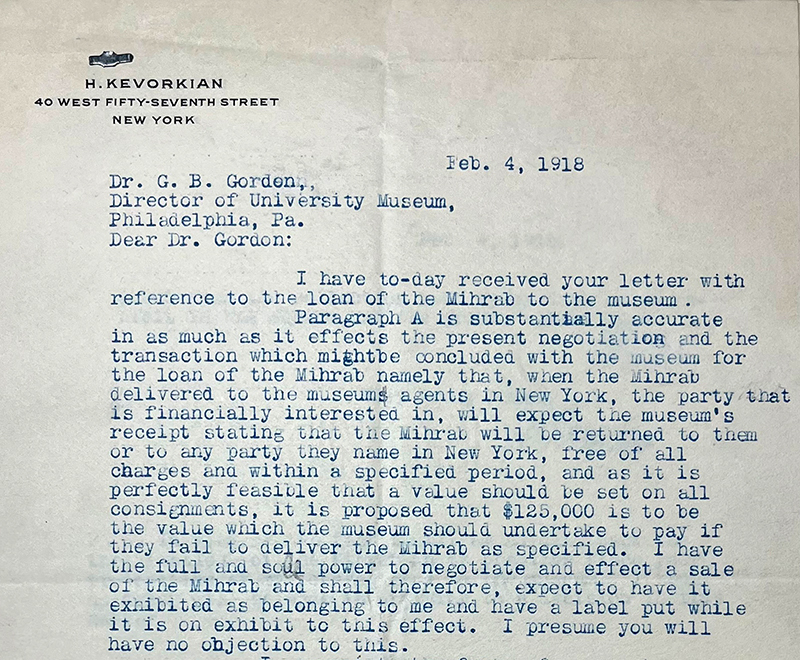 H. KEVORKIAN
40 WEST FIFTY-SEVENTH STREET
NEW YORK
Feb. 4, 1918
Dr. G. B. Gordon,,
Director of University Museum,
Philadelphia, Pa.
Dear Dr. Gordon:
I have to-day received your letter with
reference to the loan of the Mihrab to the museum.
Paragraph A is substantially accurate
in as much as it effects the present negotiation and the
transaction which mightbe concluded with the museum for
the loan of the Mihrab namely that, when the Mihrab
delivered to the museums agents in New York, the party that
is financially interested in, will expect the museum's
receipt stating that the Mihrab will be returned to them
or to any party they name in New York, free of all
charges and within a specified period, and as it is
perfectly feasible that a value should be set on all
consignments, it is proposed that $125,000 is to be
the value which the museum should undertake to pay if
they fail to deliver the Mihrab as specified. I have
the full and soul power to negotiate and effect a sale
of the Mihrab and shall therefore, expect to have it
exhibited as belonging to me and have a label put while
it is on exhibit to this effect. I presume you will
have no objection to this.